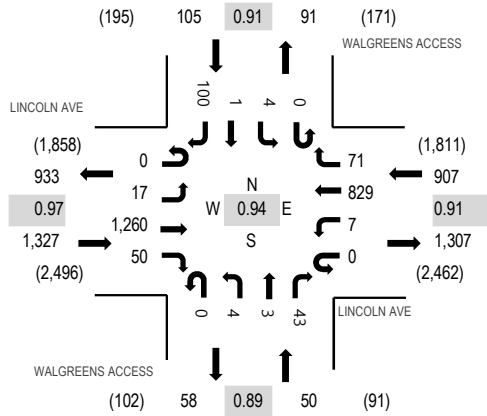 (195) 105 0.91 91 (171)
WALGREENS ACCESS
100 1 4 0
LINCOLN AVE
(1,858) (1,811)
0 71
933 907
N
17 829
0.97 W 0.94 E 0.91
1,260 7
S
1,327 1,307
50 0
(2,496) (2,462)
0 4 3 43
LINCOLN AVE
WALGREENS ACCESS
(102) 58 0.89 50 (91)